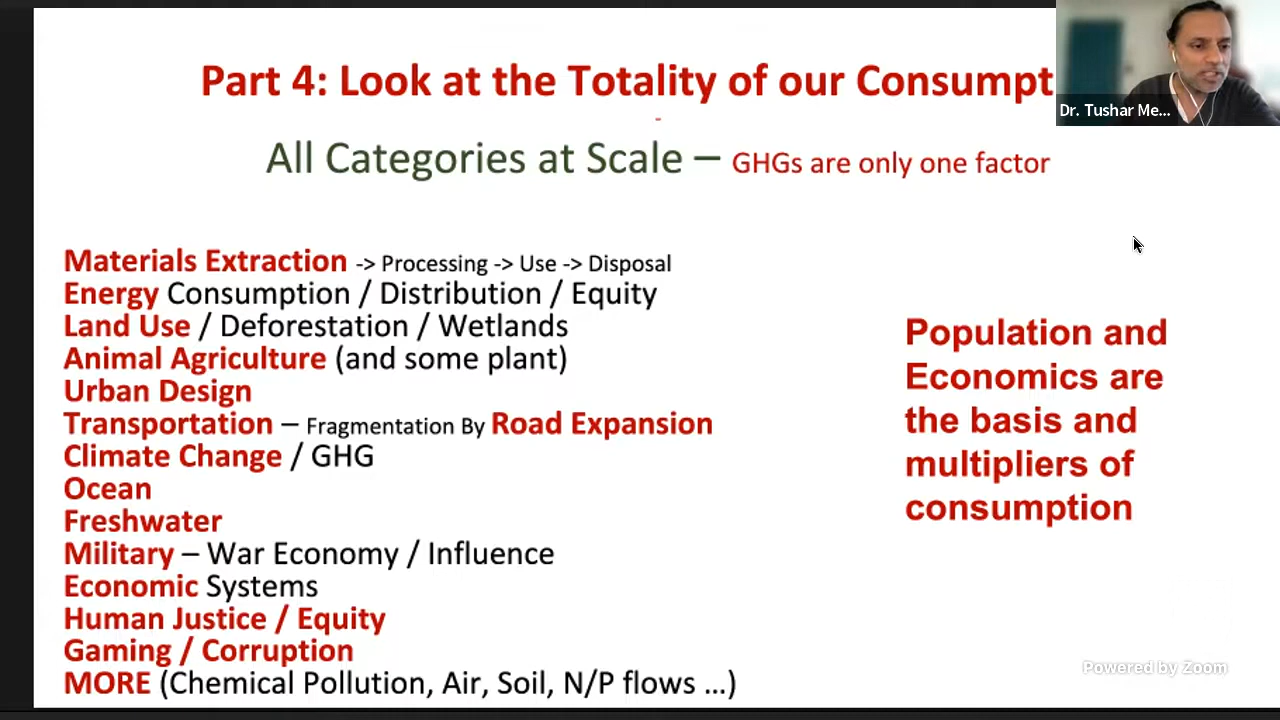 Part 4: Look at the Totality of our Consumpt
Dr. Tushar Me...
All Categories at Scale – GHGs are only one factor
Materials Extraction -> Processing -> Use -> Disposal
Energy Consumption / Distribution / Equity
Land Use / Deforestation / Wetlands
Animal Agriculture (and some plant)
Urban Design
Transportation – Fragmentation By Road Expansion
Climate Change / GHG
Ocean
Freshwater
Military – War Economy / Influence
Economic Systems
Human Justice / Equity
Gaming / Corruption
MORE (Chemical Pollution, Air, Soil, N/P flows ...)
Population and
Economics are
the basis and
multipliers of
consumption
Powered by Zoom